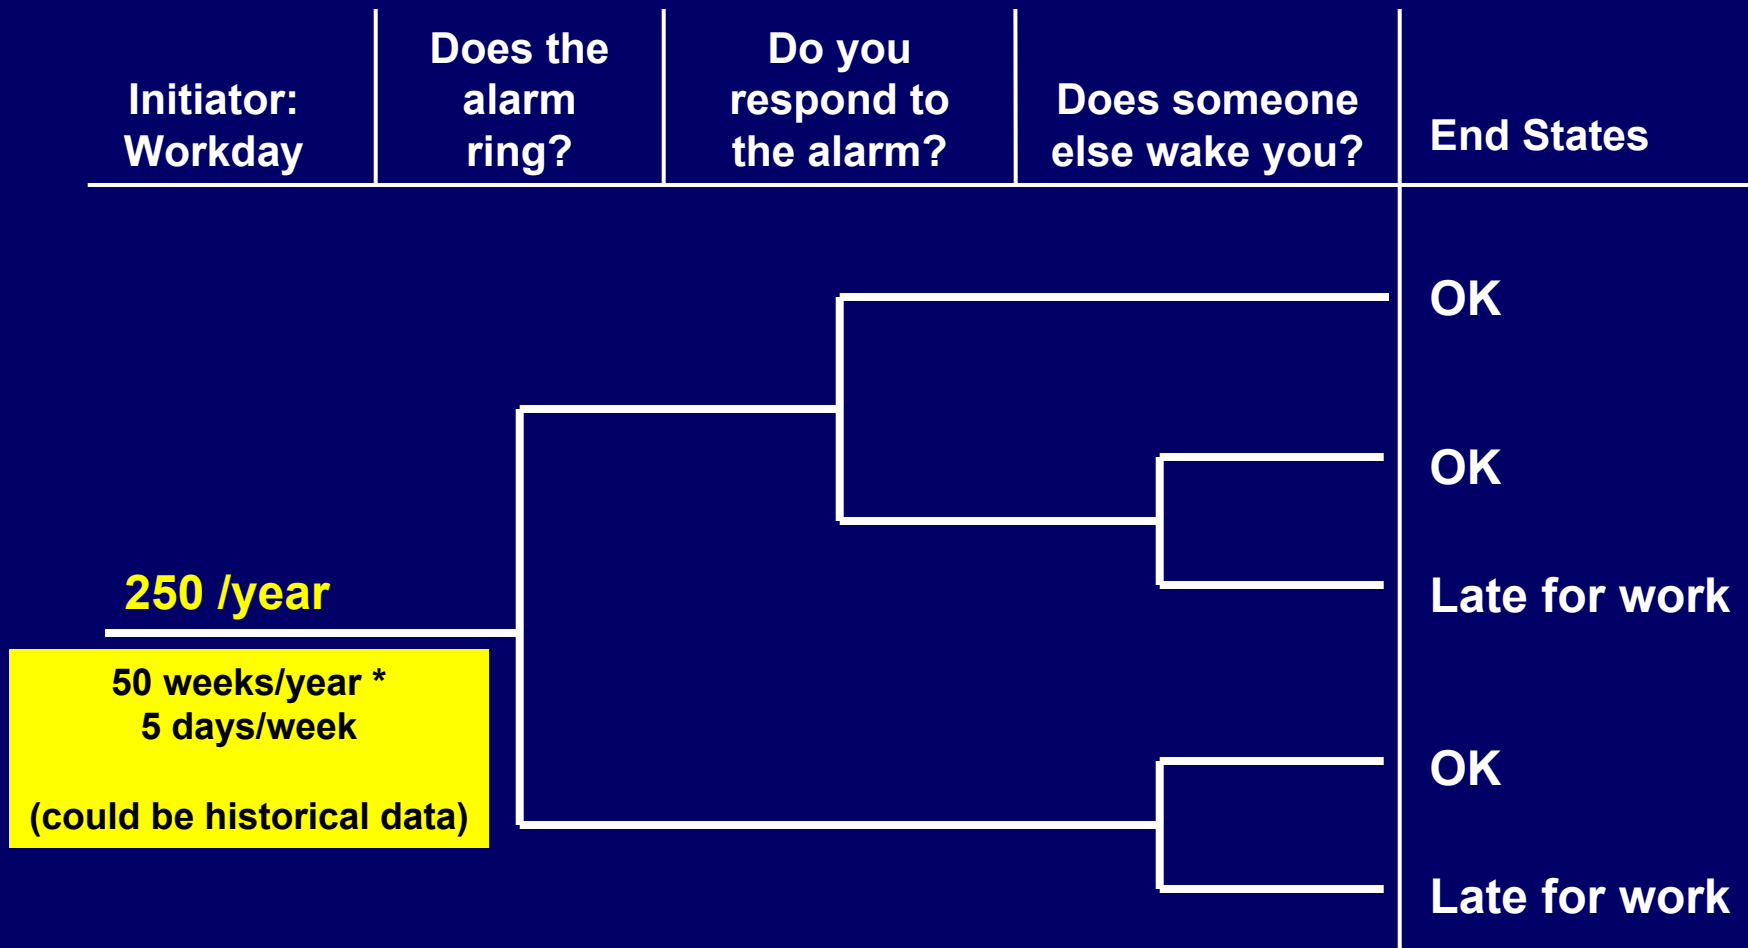 Initiator:
Workday
Does the
alarm
ring?
Do you
respond to
the alarm?
Does someone
else wake you?
End States
OK
OK
Late for work
250 /year
50 weeks/year *
5 days/week
(could be historical data)
OK
Late for work